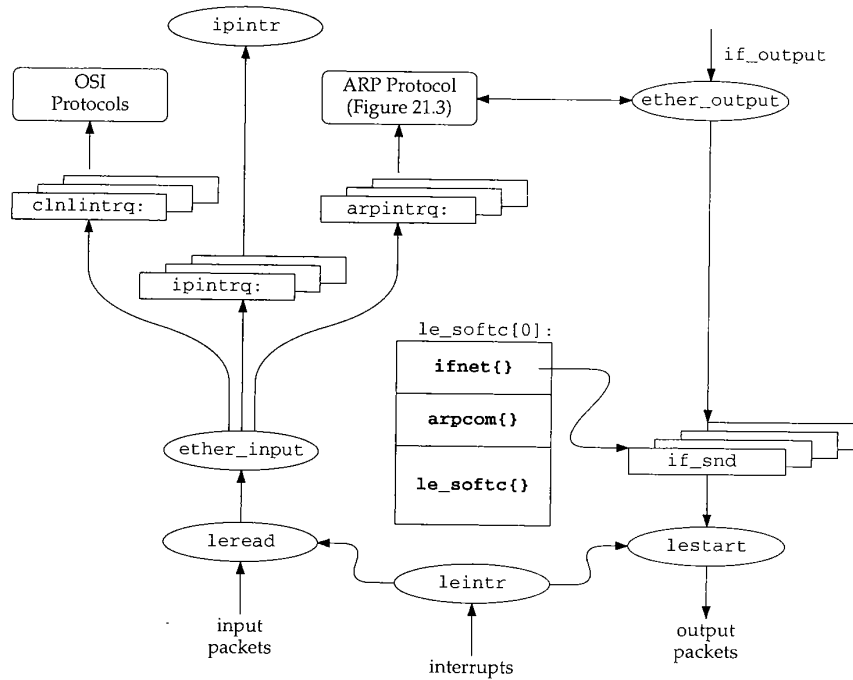 ipintr
if_output
OSI
Protocols
ARP Protocol
(Figure 21.3)
ether_output
clnlintrq:
arpintrq:
ipintrq:
le_softc[0]:
ifnet{}
arpcom{}
le_softc{}
ether_input
if_snd
leread
leintr
lestart
input
packets
interrupts
output
packets